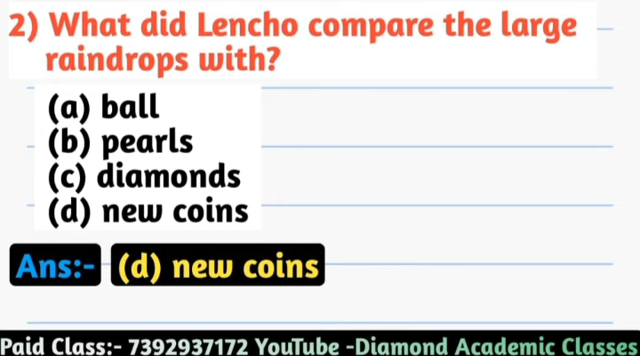 2) What did Lencho compare the large
raindrops with?
(a) ball
(b) pearls
(c) diamonds
(d) new coins
Ans:- (d) new coins
Paid Class:- 7392937172 YouTube -Diamond Academic Classes